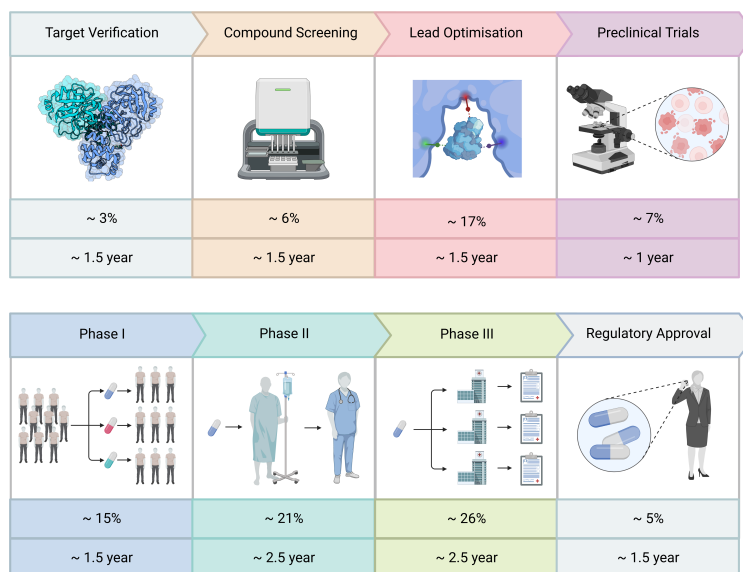 Target Verification
Compound Screening
Lead Optimisation
Preclinical Trials
~ 3%
~ 6%
~ 17%
~ 7%
~ 1.5 year
~ 1.5 year
~ 1.5 year
~ 1 year
Phase I
Phase II
Phase III
Regulatory Approval
~ 15%
~ 21%
~ 26%
~ 5%
~ 1.5 year
~ 2.5 year
~ 2.5 year
~ 1.5 year